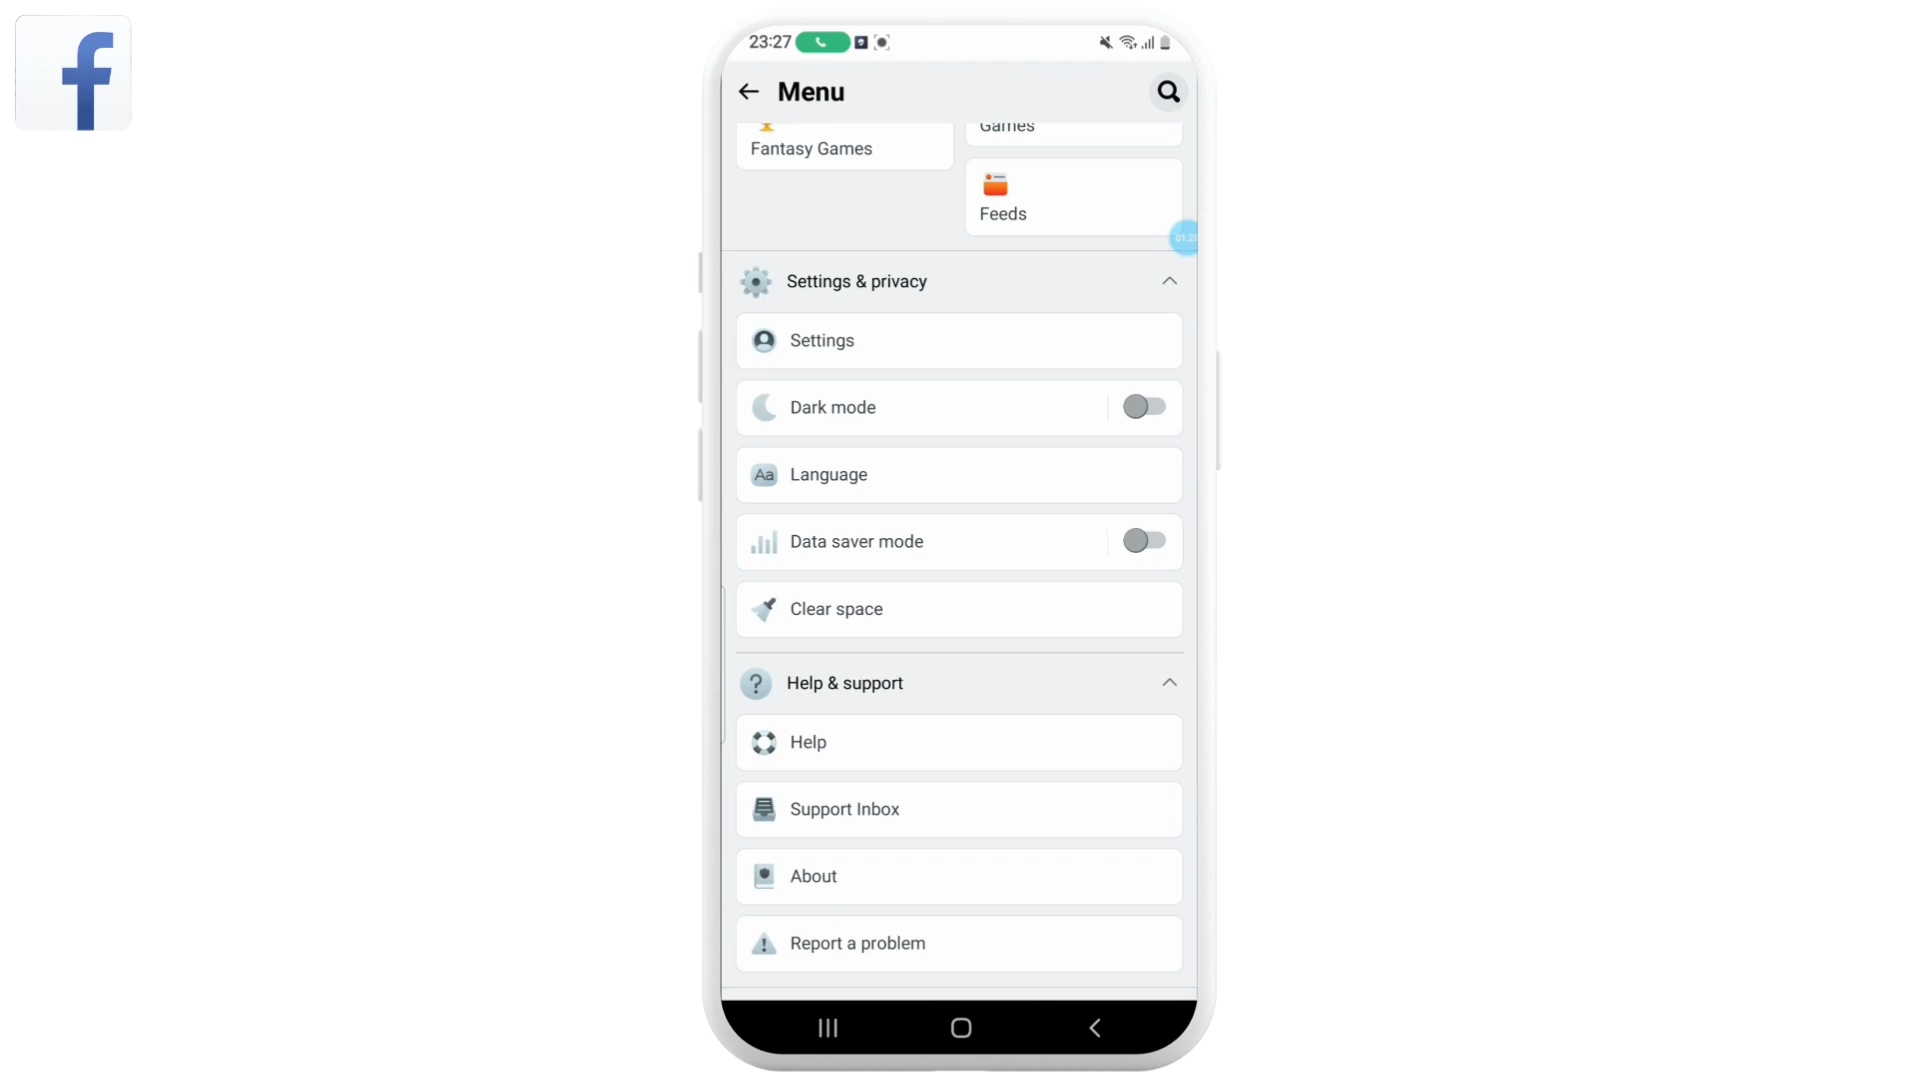 f
23:27
Menu
Games
Fantasy Games
Feeds
Settings & privacy
Settings
Dark mode
Aa Language
Data saver mode
Clear space
? Help & support
Help
Support Inbox
About
Report a problem